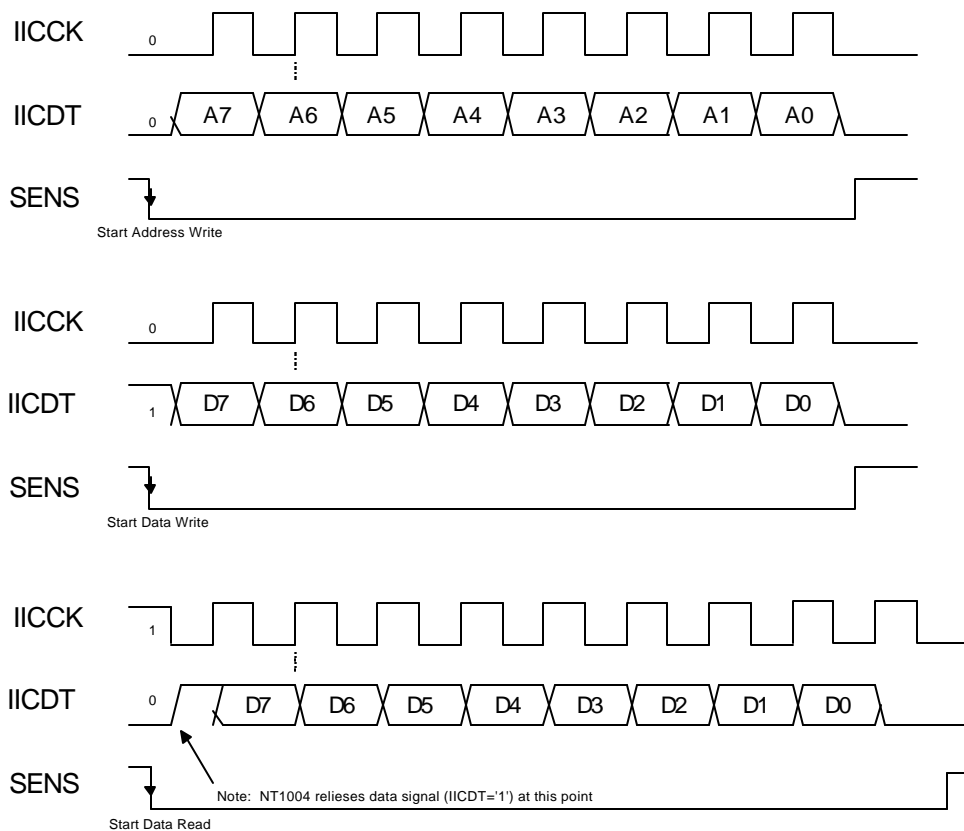 IICCK 0
IICDT 0 A7 A6 A5 A4 A3 A2 A1 A0
SENS
Start Address Write
IICCK 0
IICDT 1 D7 D6 D5 D4 D3 D2 D1 D0
SENS
Start Data Write
IICCK 1
IICDT 0 D7 D6 D5 D4 D3 D2 D1 D0
SENS
Note: NT1004 relieses data signal (IICDT='1') at this point
Start Data Read